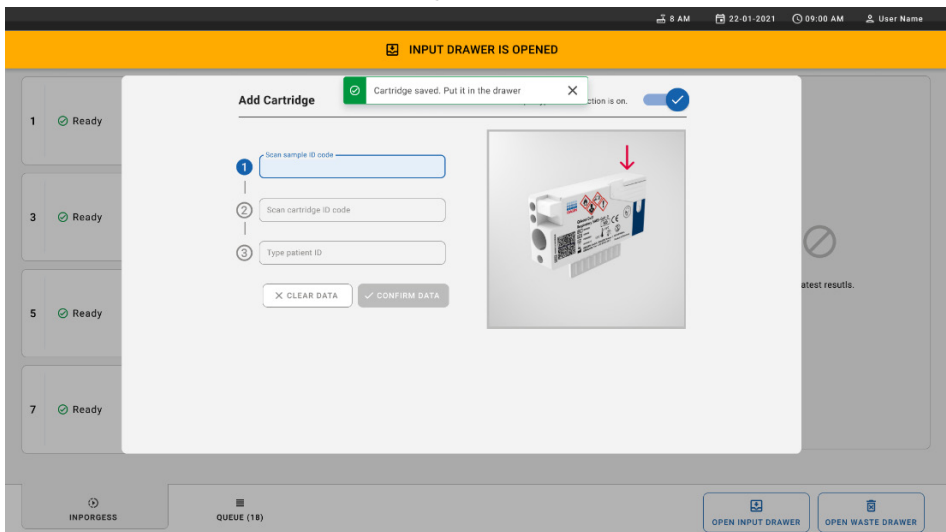 8 AM 22-01-2021 09:00 AM User Name
INPUT DRAWER IS OPENED
Cartridge saved. Put it in the drawer
Add Cartridge
ction is on.
1 Ready
Scan sample ID code
1
2 Scan cartridge ID code
3 Type patient ID
CLEAR DATA
CONFIRM DATA
3 Ready
5 Ready
7 Ready
CE
atest resutls.
INPORGESS
QUEUE (18)
OPEN INPUT DRAWER
OPEN WASTE DRAWER